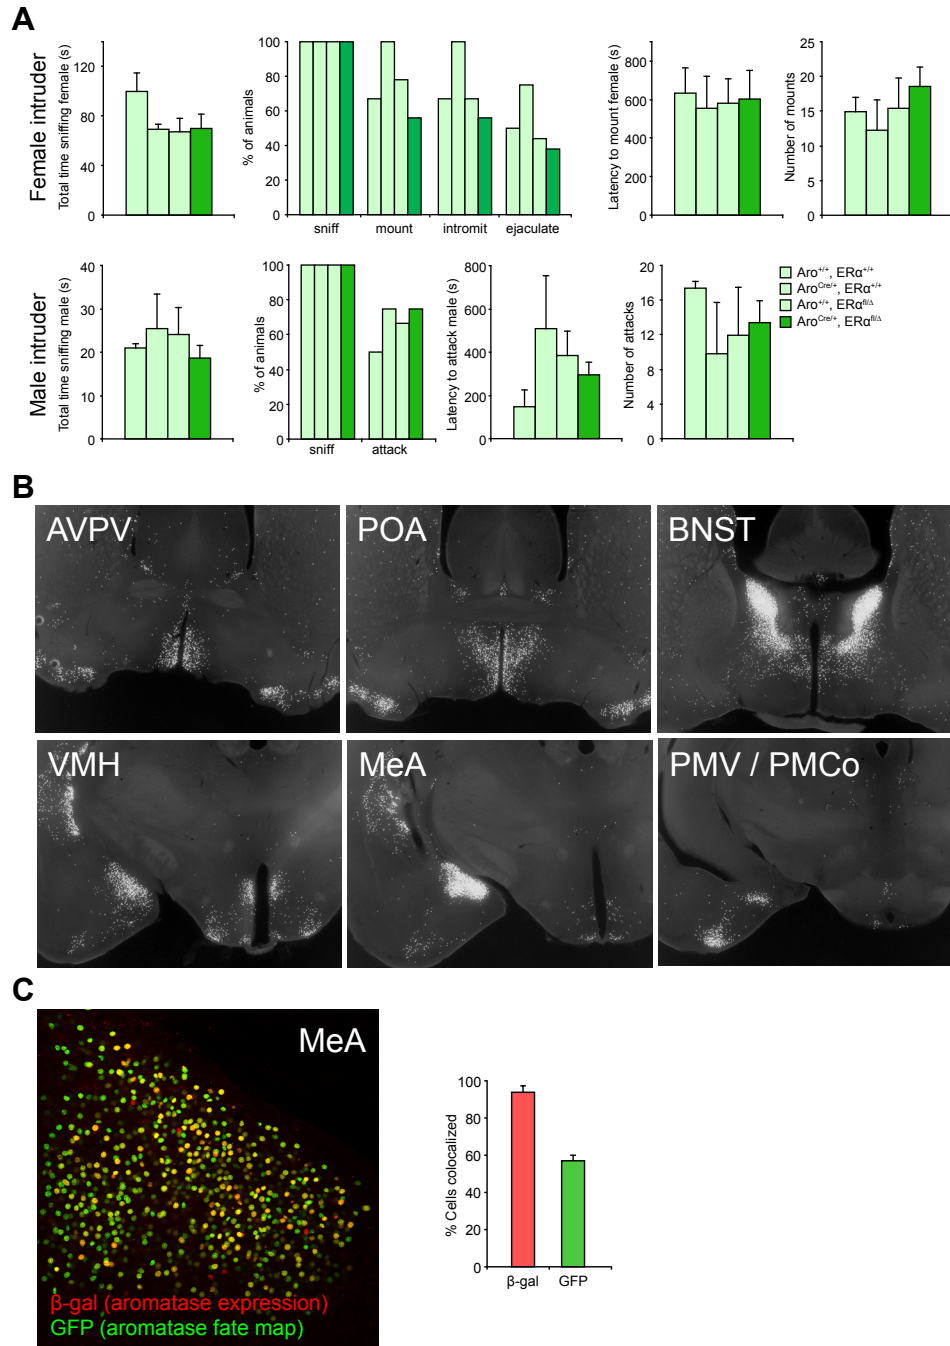 A
Female intruder
Total time sniffing female (s)
120
80
40
0
% of animals
100
80
60
40
20
0
sniff mount intromit ejaculate
Latency to mount female (s)
800
600
400
200
0
Number of mounts
25
20
15
10
5
0
Male intruder
Total time sniffing male (s)
40
30
20
10
0
% of animals
100
80
60
40
20
0
sniff attack
Latency to attack male (s)
800
600
400
200
0
Number of attacks
20
16
12
8
4
0
Aro+/+, ERα+/+
AroCre/+, ERα+/+
Aro+/+, ERαfl/Δ
AroCre/+, ERαfl/Δ
B
AVPV
POA
BNST
VMH
MeA
PMV / PMCo
C
MeA
β-gal (aromatase expression)
GFP (aromatase fate map)
% Cells colocalized
100
80
60
40
20
0
β-gal GFP